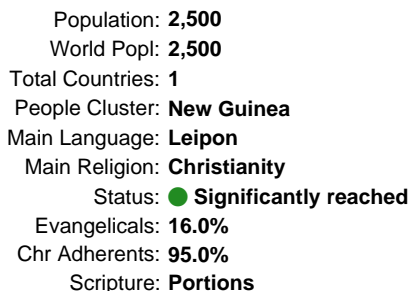 Population: 2,500
World Popl: 2,500
Total Countries: 1
People Cluster: New Guinea
Main Language: Leipon
Main Religion: Christianity
Status: Significantly reached
Evangelicals: 16.0%
Chr Adherents: 95.0%
Scripture: Portions